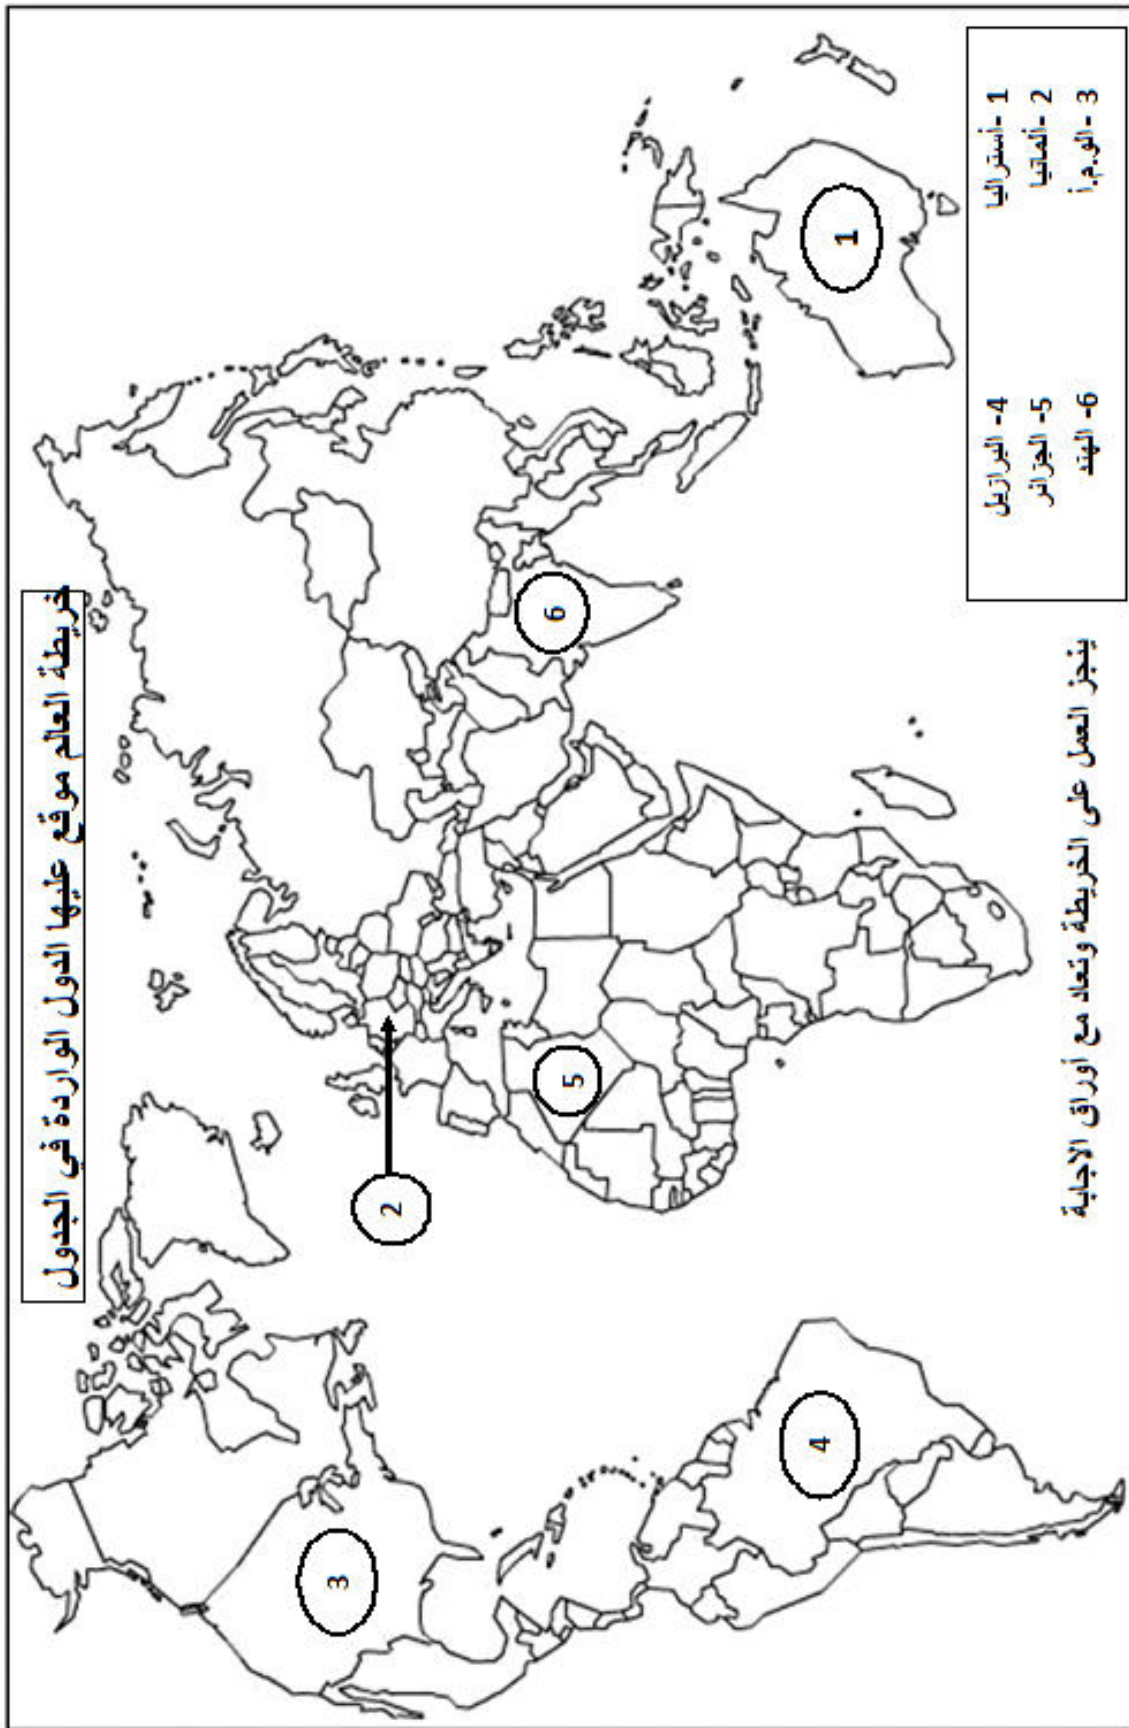 خريطة العالم موقع عليها الدول الواردة في الجدول
3
2
4
5
6
1
ينجز العمل على الخريطة وتعاد مع أوراق الاجابة
1 -أستراليا
4- البرازيل
2 -ألمانيا
5- الجزائر
3 -الو.م.أ
6- الهند